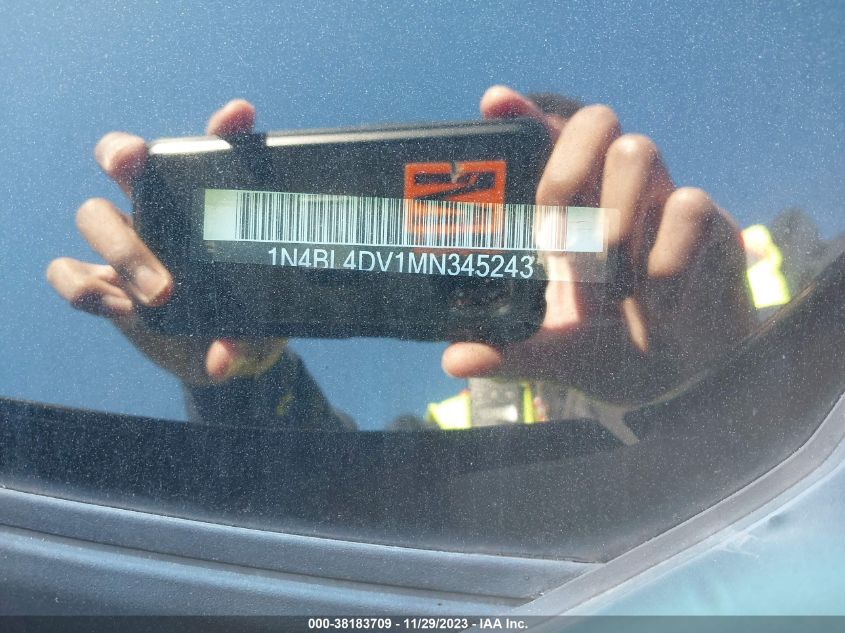 1N4BL4DV1MN345243
000-38183709 - 11/29/2023 - IAA Inc.